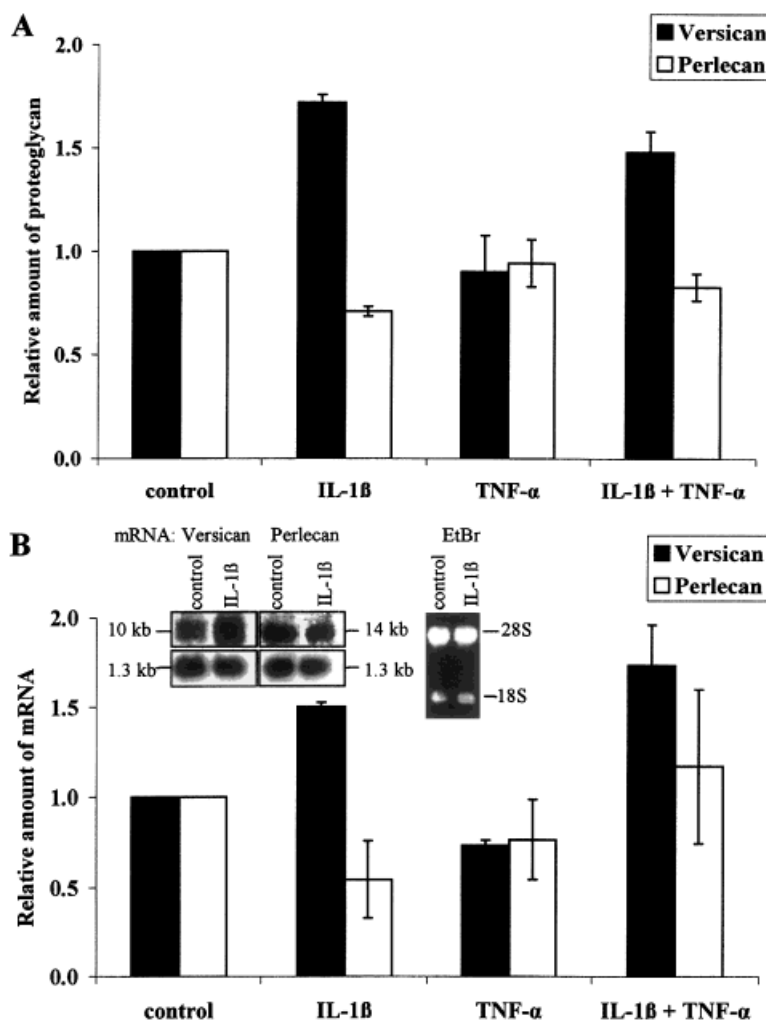 A
Versican
Perlecan
Relative amount of proteoglycan
2.0
1.5
1.0
0.5
0.0
control IL-1ß TNF-α IL-1ß + TNF-α
B
mRNA: Versican Perlecan EtBr
control IL-1ß control IL-1ß control IL-1ß
Versican
Perlecan
10 kb 14 kb 28S
1.3 kb 1.3 kb 18S
Relative amount of mRNA
2.0
1.5
1.0
0.5
0.0
control IL-1ß TNF-α IL-1ß + TNF-α